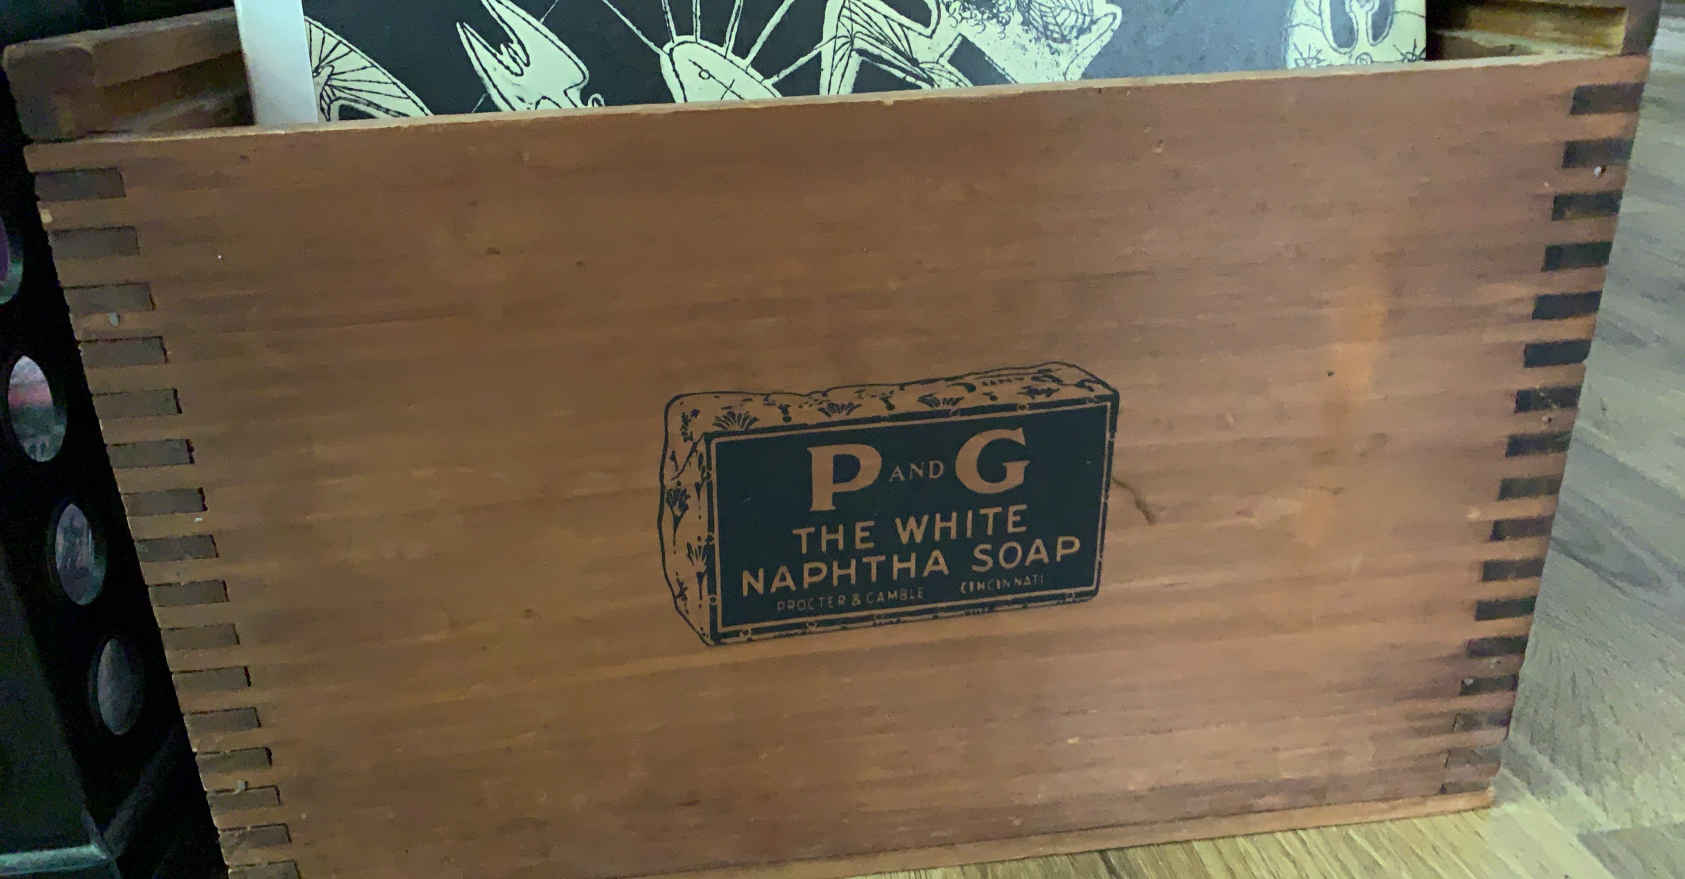 P AND G
THE WHITE
NAPHTHA SOAP
PROCTER & GAMBLE CINCINNATI